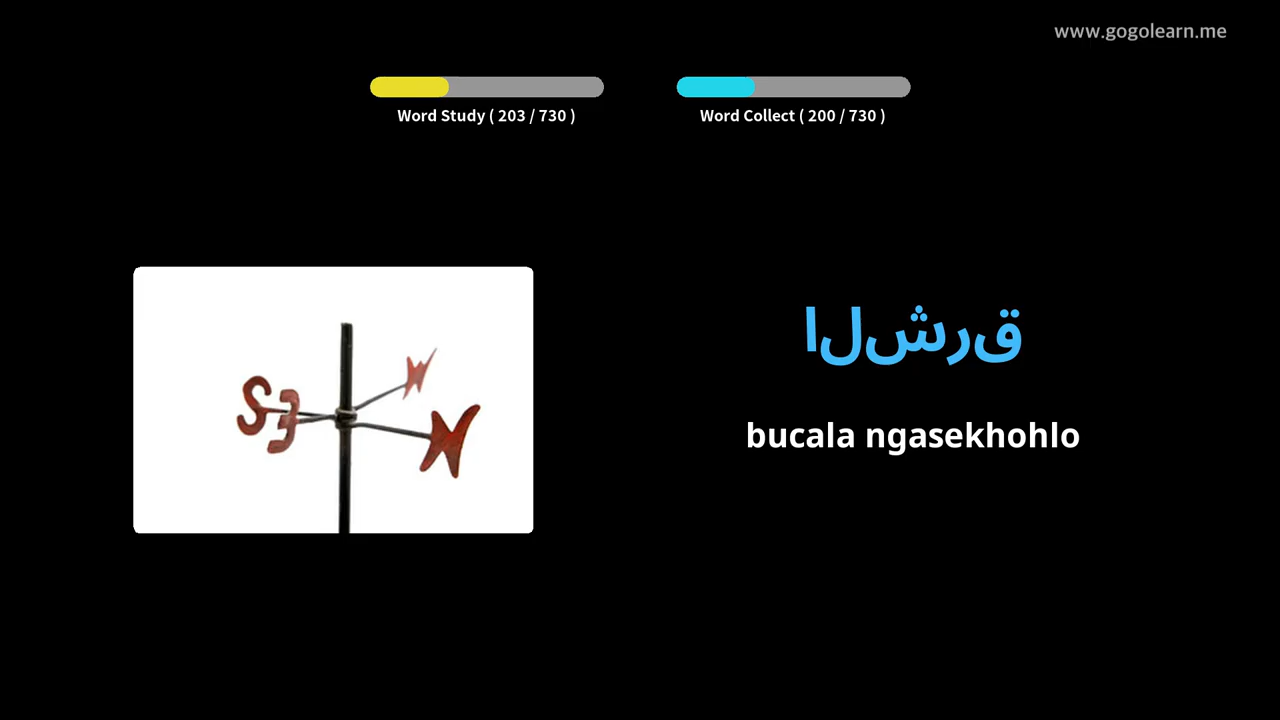 www.gogolearn.me
Word Study ( 203 / 730 )
Word Collect ( 200 / 730 )
S E W N
الشرق
bucala ngasekhohlo